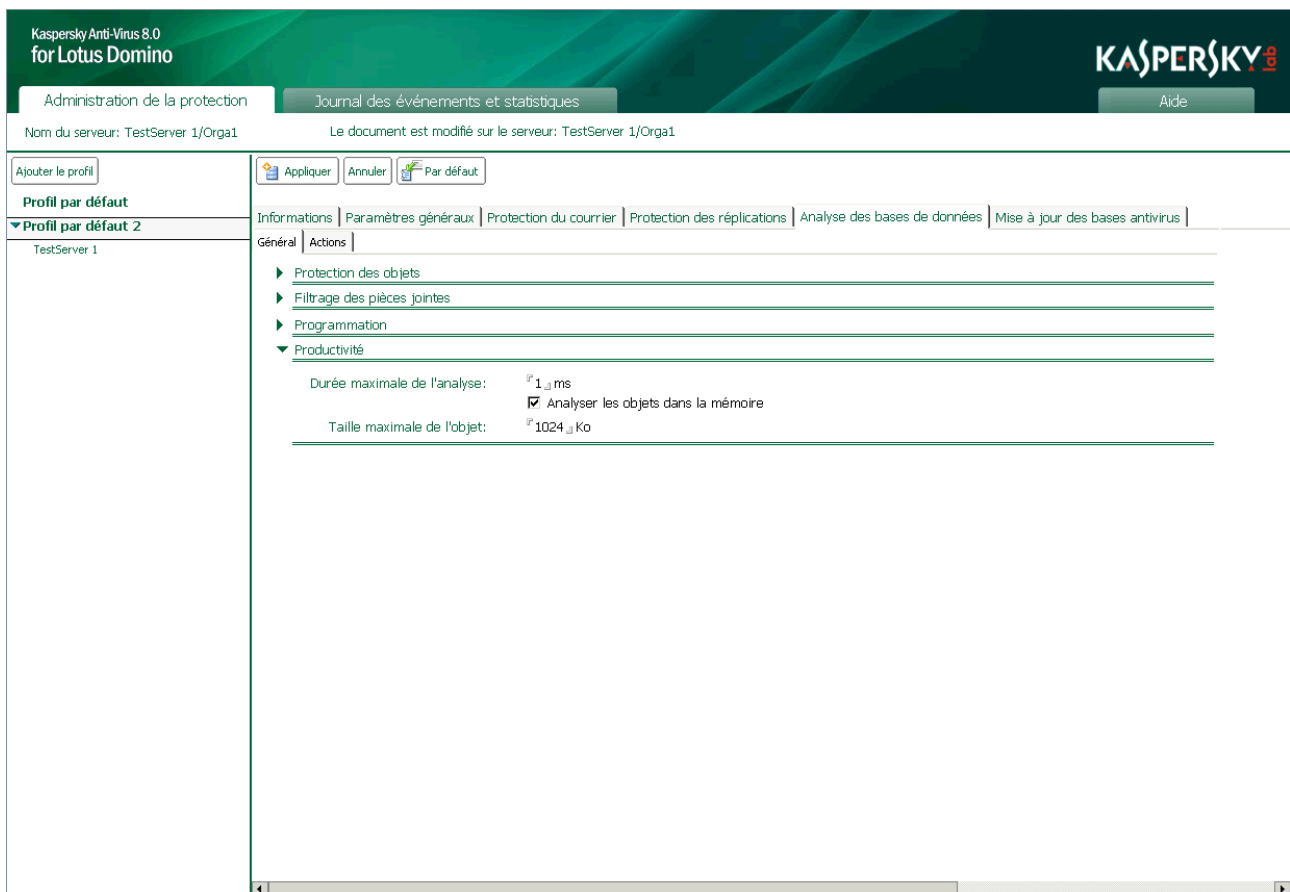 Kaspersky Anti-Virus 8.0
for Lotus Domino
KASPERSKY lab
Administration de la protection
Journal des événements et statistiques
Aide
Nom du serveur: TestServer 1/Orga1
Le document est modifié sur le serveur: TestServer 1/Orga1
Ajouter le profil
Appliquer
Annuler
Par défaut
Profil par défaut
Profil par défaut 2
TestServer 1
Informations
Paramètres généraux
Protection du courrier
Protection des réplications
Analyse des bases de données
Mise à jour des bases antivirus
Général
Actions
Protection des objets
Filtrage des pièces jointes
Programmation
Productivité
Durée maximale de l'analyse: 1 ms
Analyser les objets dans la mémoire
Taille maximale de l'objet: 1024 Ko